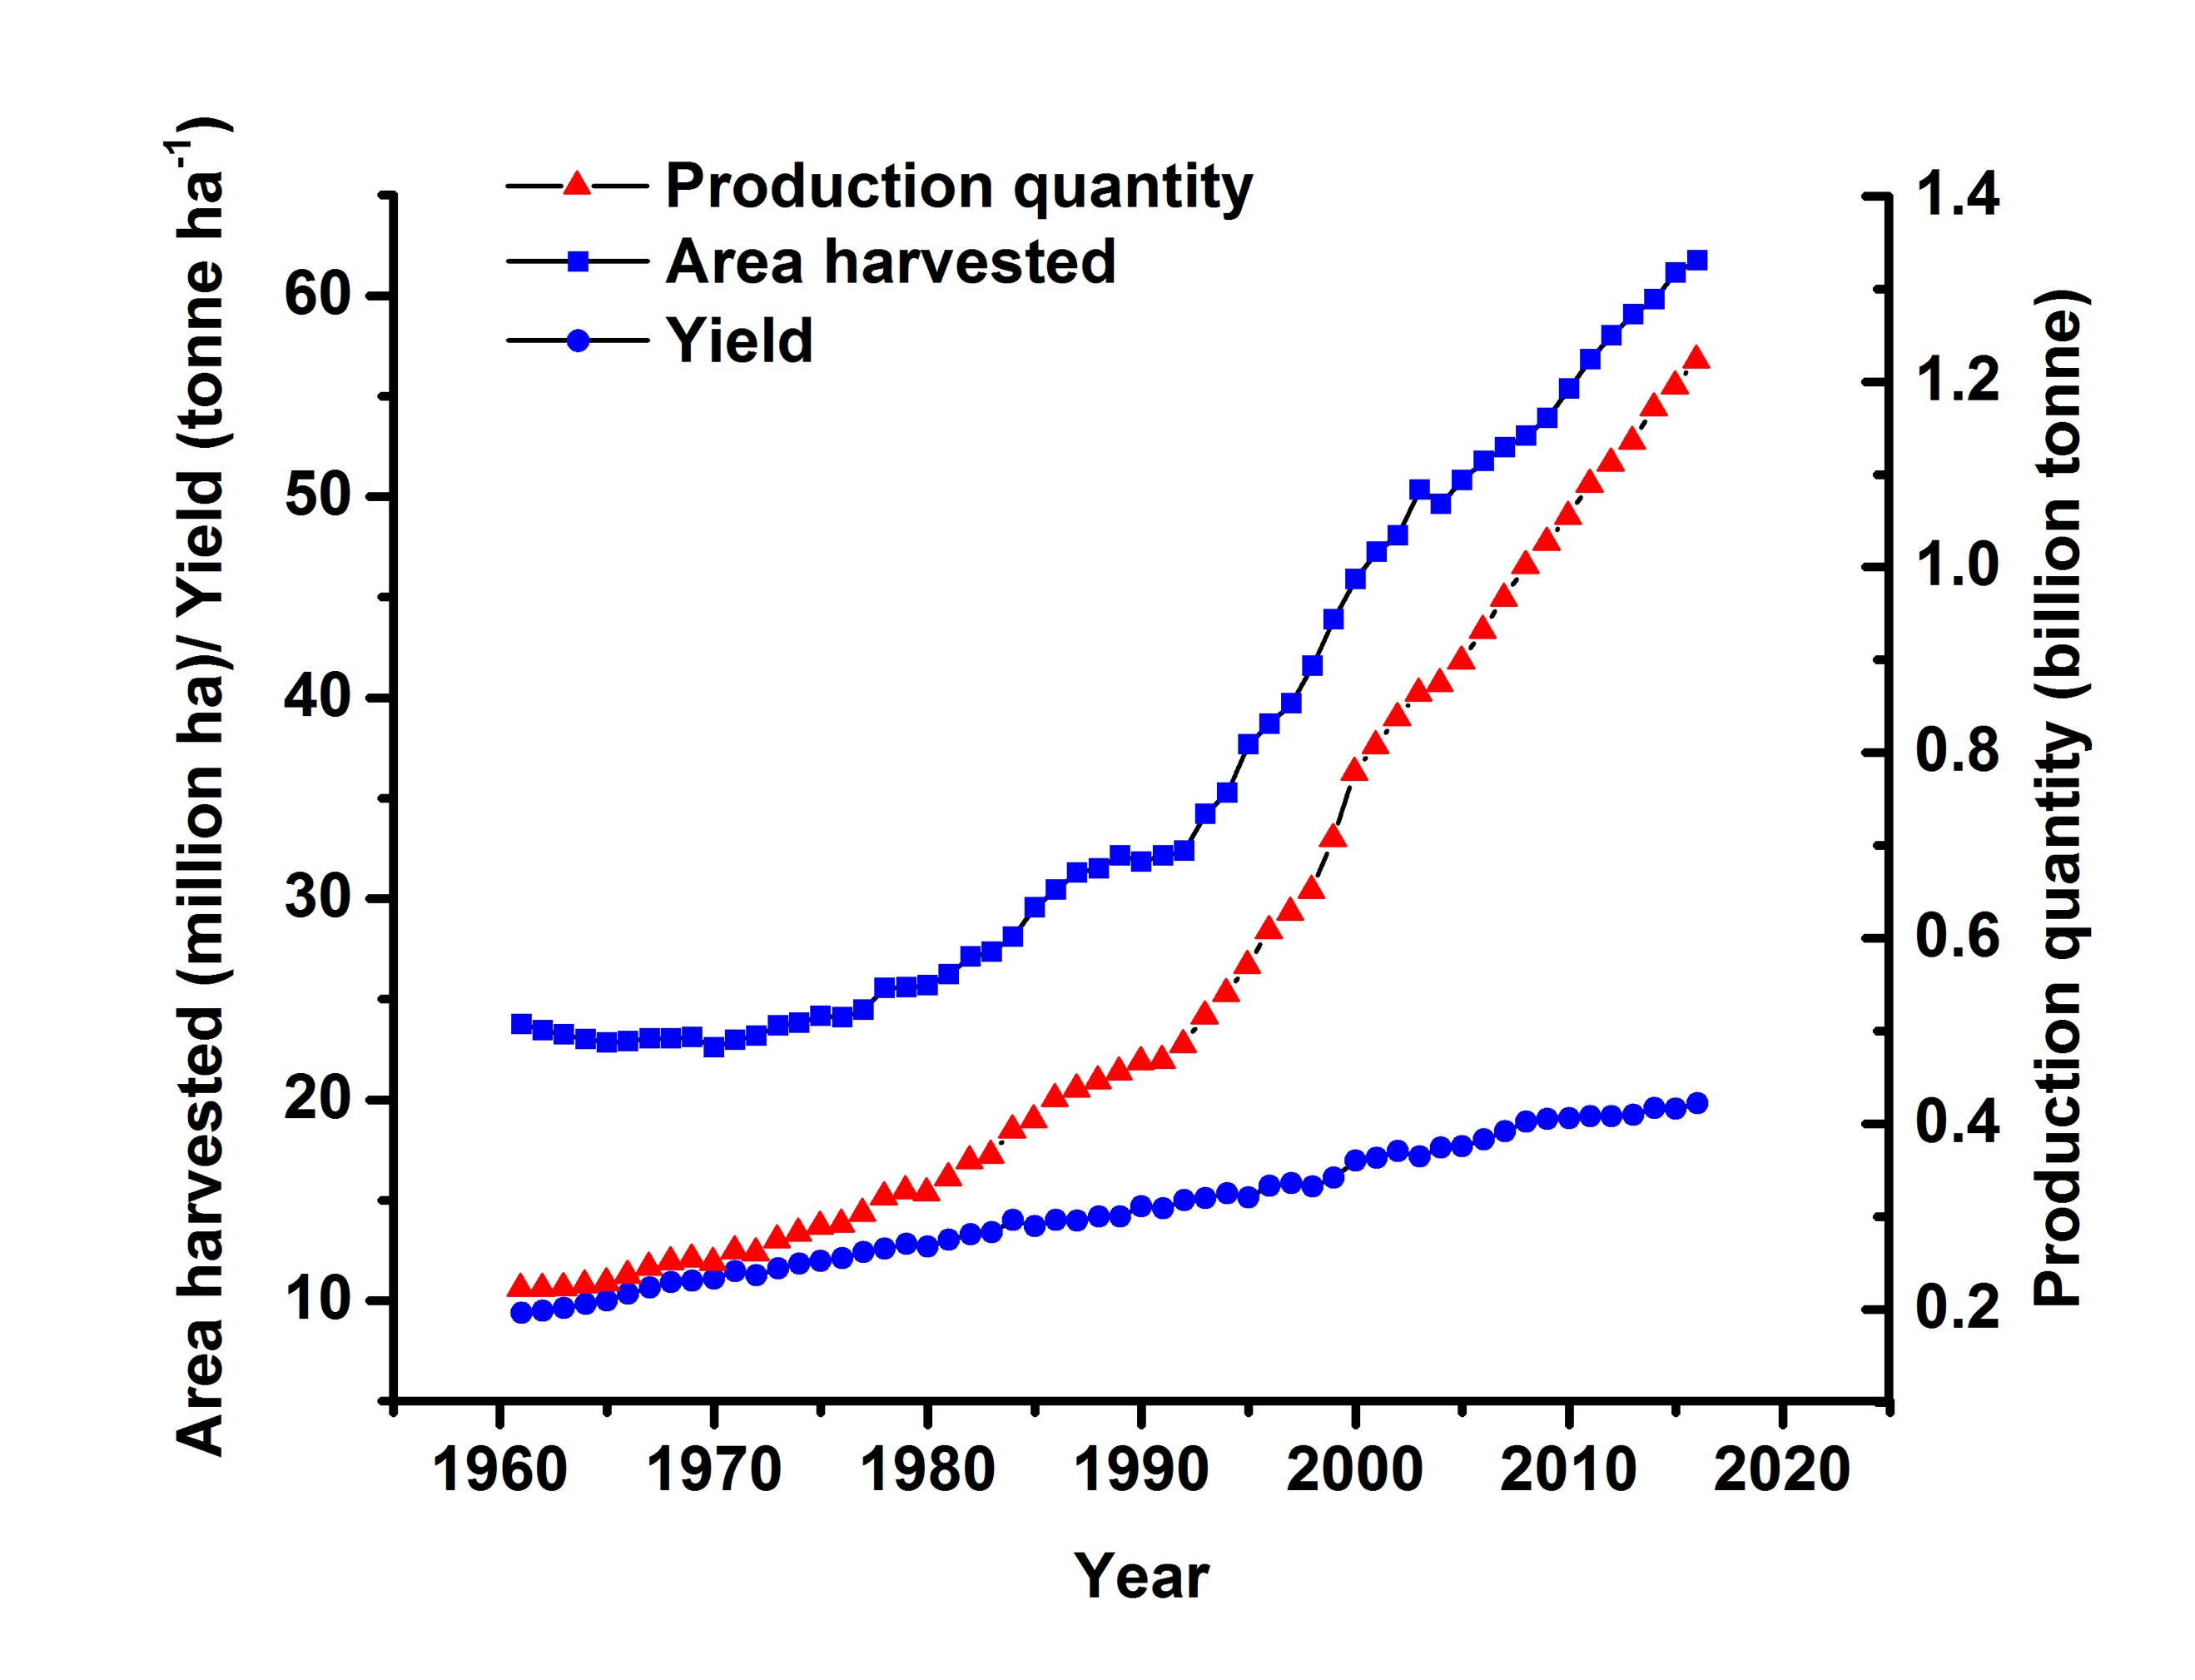 Production quantity
Area harvested
Yield
Area harvested (million ha)/ Yield (tonne ha-1)
60
50
40
30
20
10
1.4
1.2
1.0
0.8
0.6
0.4
0.2
Production quantity (billion tonne)
1960 1970 1980 1990 2000 2010 2020
Year